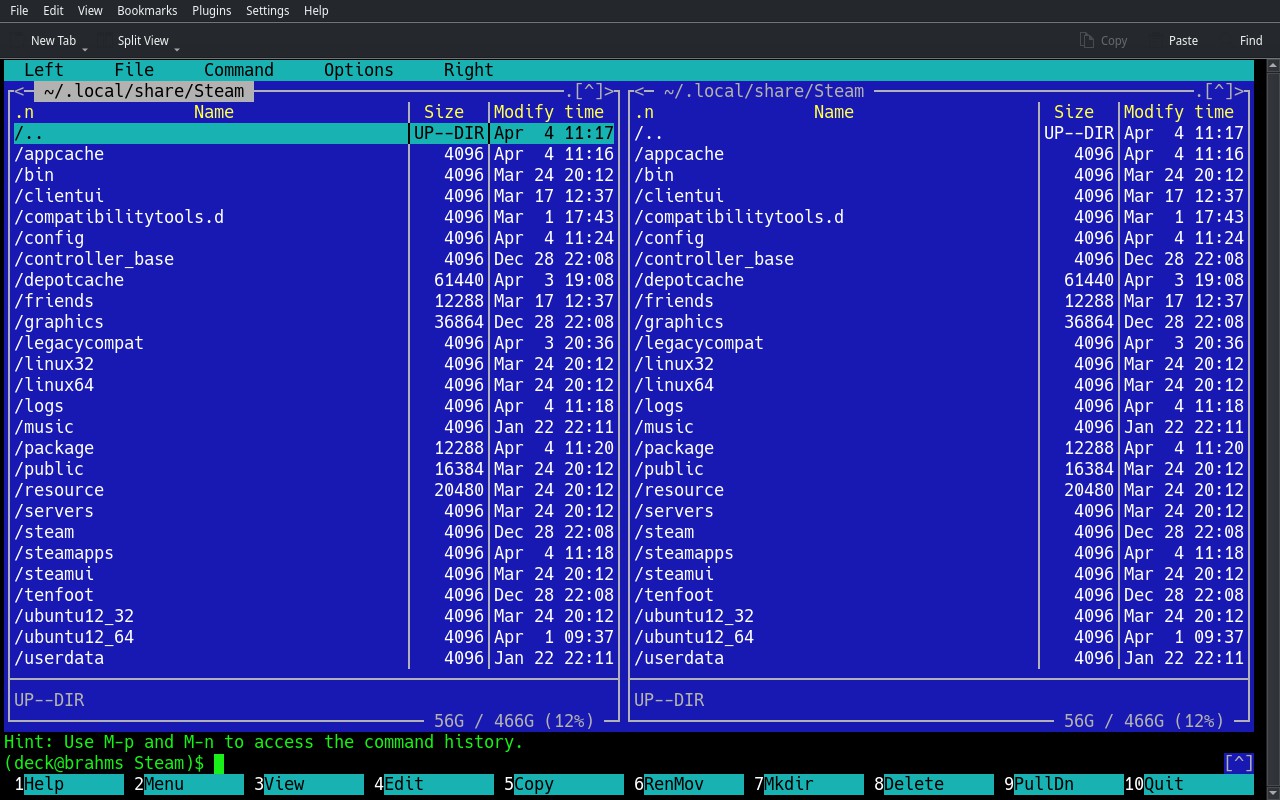 File Edit View Bookmarks Plugins Settings Help
New Tab Split View Copy Paste Find
Left File Command Options Right
<─ ~/.local/share/Steam .[^]> <─ ~/.local/share/Steam .[^]>
.n Name Size Modify time .n Name Size Modify time
/.. UP--DIR Apr 4 11:17 /.. UP--DIR Apr 4 11:17
/appcache 4096 Apr 4 11:16 /appcache 4096 Apr 4 11:16
/bin 4096 Mar 24 20:12 /bin 4096 Mar 24 20:12
/clientui 4096 Mar 17 12:37 /clientui 4096 Mar 17 12:37
/compatibilitytools.d 4096 Mar 1 17:43 /compatibilitytools.d 4096 Mar 1 17:43
/config 4096 Apr 4 11:24 /config 4096 Apr 4 11:24
/controller_base 4096 Dec 28 22:08 /controller_base 4096 Dec 28 22:08
/depotcache 61440 Apr 3 19:08 /depotcache 61440 Apr 3 19:08
/friends 12288 Mar 17 12:37 /friends 12288 Mar 17 12:37
/graphics 36864 Dec 28 22:08 /graphics 36864 Dec 28 22:08
/legacycompat 4096 Apr 3 20:36 /legacycompat 4096 Apr 3 20:36
/linux32 4096 Mar 24 20:12 /linux32 4096 Mar 24 20:12
/linux64 4096 Mar 24 20:12 /linux64 4096 Mar 24 20:12
/logs 4096 Apr 4 11:18 /logs 4096 Apr 4 11:18
/music 4096 Jan 22 22:11 /music 4096 Jan 22 22:11
/package 12288 Apr 4 11:20 /package 12288 Apr 4 11:20
/public 16384 Mar 24 20:12 /public 16384 Mar 24 20:12
/resource 20480 Mar 24 20:12 /resource 20480 Mar 24 20:12
/servers 4096 Mar 24 20:12 /servers 4096 Mar 24 20:12
/steam 4096 Dec 28 22:08 /steam 4096 Dec 28 22:08
/steamapps 4096 Apr 4 11:18 /steamapps 4096 Apr 4 11:18
/steamui 4096 Mar 24 20:12 /steamui 4096 Mar 24 20:12
/tenfoot 4096 Dec 28 22:08 /tenfoot 4096 Dec 28 22:08
/ubuntu12_32 4096 Mar 24 20:12 /ubuntu12_32 4096 Mar 24 20:12
/ubuntu12_64 4096 Apr 1 09:37 /ubuntu12_64 4096 Apr 1 09:37
/userdata 4096 Jan 22 22:11 /userdata 4096 Jan 22 22:11
UP--DIR UP--DIR
56G / 466G (12%) 56G / 466G (12%)
Hint: Use M-p and M-n to access the command history.
(deck@brahms Steam)$ [^]
1Help 2Menu 3View 4Edit 5Copy 6RenMov 7Mkdir 8Delete 9PullDn 10Quit